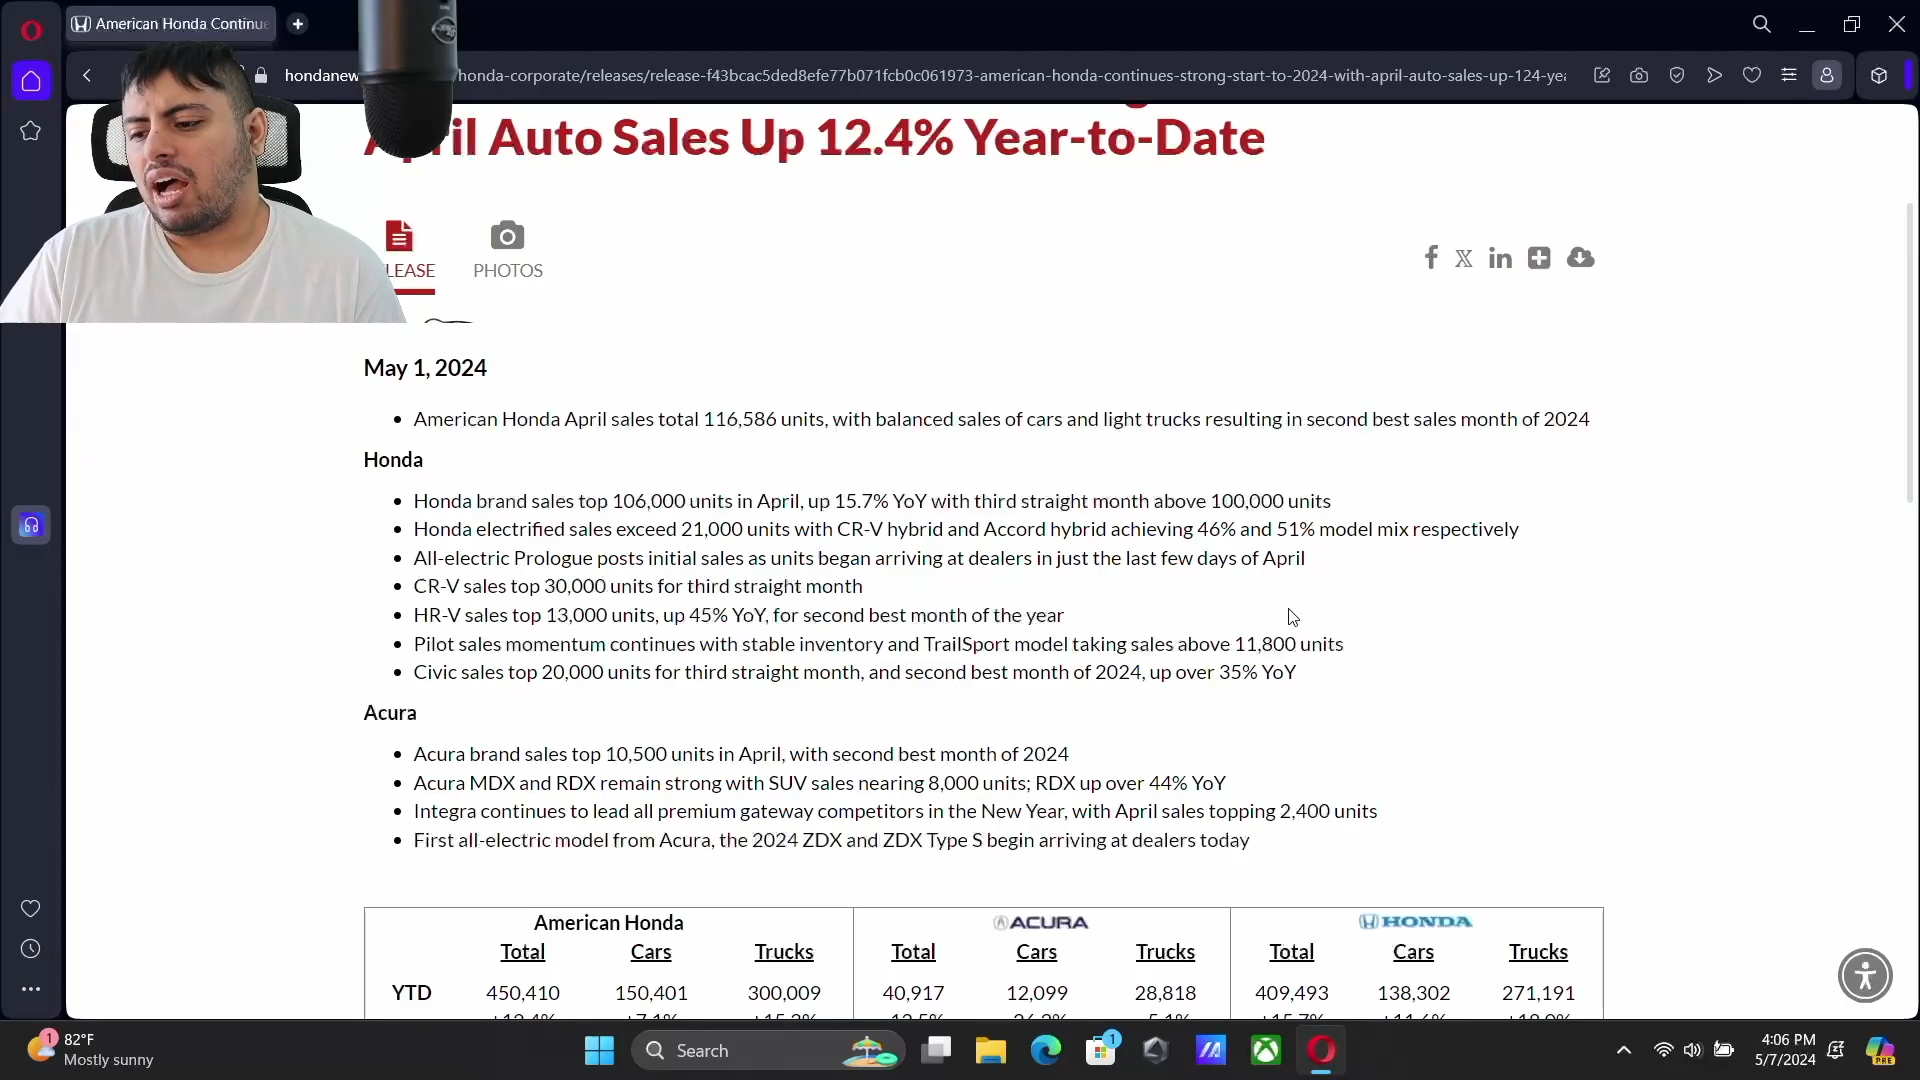 American Honda Continue
hondanew
honda-corporate/releases/release-f43bcac5ded8efe77b071fcb0c061973-american-honda-continues-strong-start-to-2024-with-april-auto-sales-up-124-yea
April Auto Sales Up 12.4% Year-to-Date
LEASE
PHOTOS
May 1, 2024
• American Honda April sales total 116,586 units, with balanced sales of cars and light trucks resulting in second best sales month of 2024
Honda
• Honda brand sales top 106,000 units in April, up 15.7% YoY with third straight month above 100,000 units
• Honda electrified sales exceed 21,000 units with CR-V hybrid and Accord hybrid achieving 46% and 51% model mix respectively
• All-electric Prologue posts initial sales as units began arriving at dealers in just the last few days of April
• CR-V sales top 30,000 units for third straight month
• HR-V sales top 13,000 units, up 45% YoY, for second best month of the year
• Pilot sales momentum continues with stable inventory and TrailSport model taking sales above 11,800 units
• Civic sales top 20,000 units for third straight month, and second best month of 2024, up over 35% YoY
Acura
• Acura brand sales top 10,500 units in April, with second best month of 2024
• Acura MDX and RDX remain strong with SUV sales nearing 8,000 units; RDX up over 44% YoY
• Integra continues to lead all premium gateway competitors in the New Year, with April sales topping 2,400 units
• First all-electric model from Acura, the 2024 ZDX and ZDX Type S begin arriving at dealers today
American Honda ACURA HONDA
Total Cars Trucks Total Cars Trucks Total Cars Trucks
YTD 450,410 150,401 300,009 40,917 12,099 28,818 409,493 138,302 271,191
1
82°F
Mostly sunny
Search
1
4:06 PM
5/7/2024
PRE